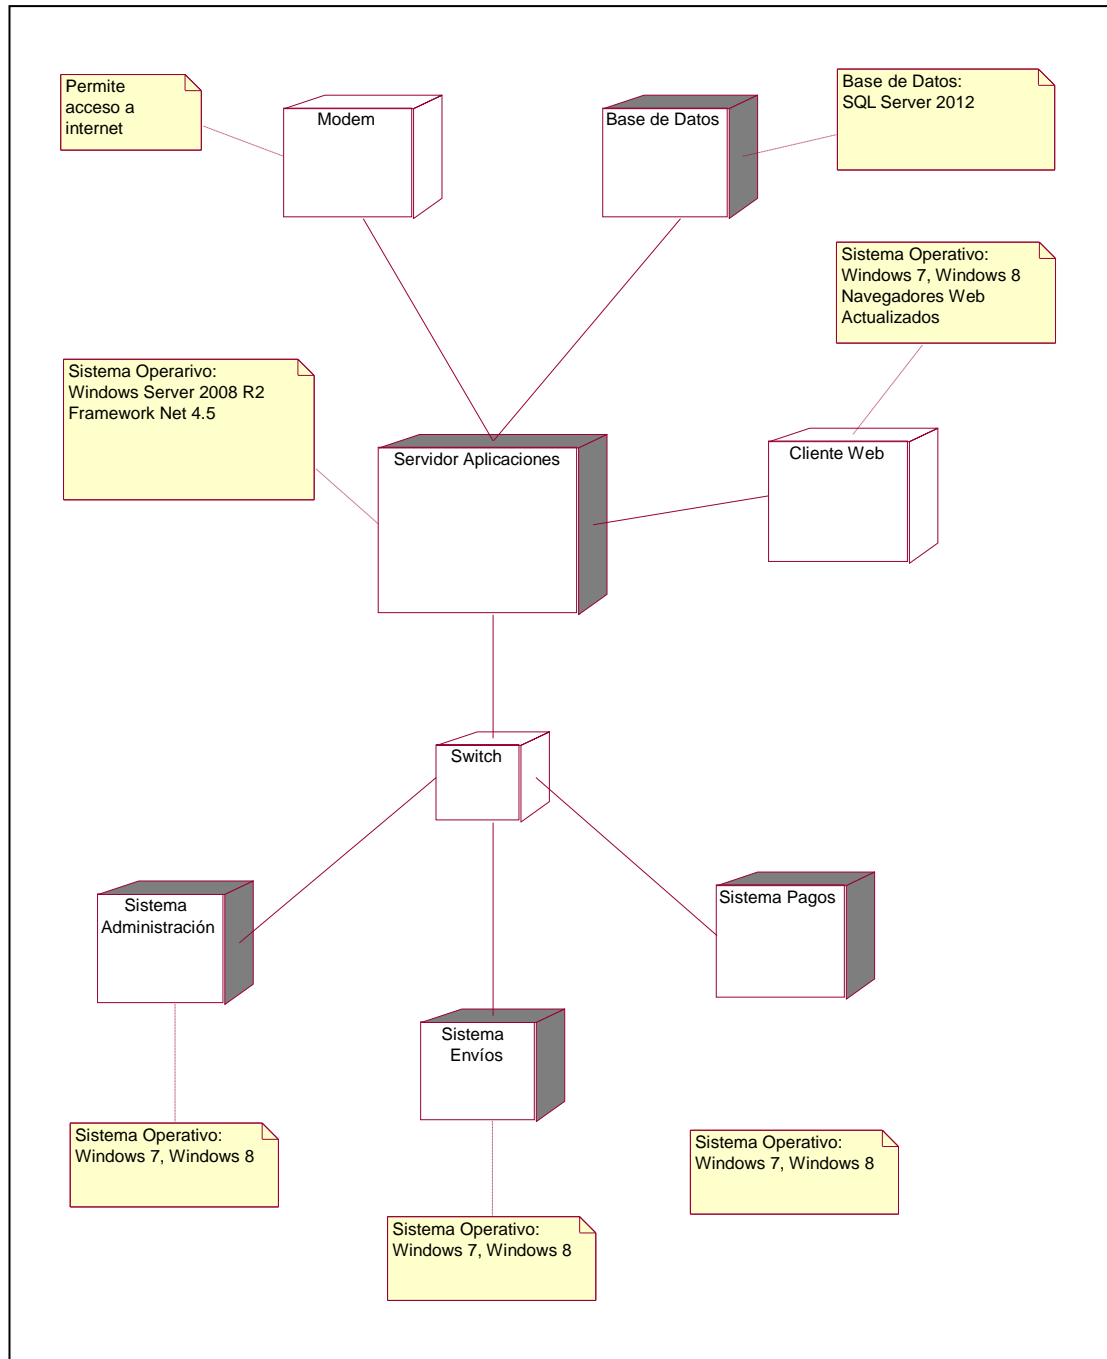 Permite
acceso a
internet
Modem
Base de Datos
Base de Datos:
SQL Server 2012
Sistema Operativo:
Windows 7, Windows 8
Navegadores Web
Actualizados
Sistema Operarivo:
Windows Server 2008 R2
Framework Net 4.5
Servidor Aplicaciones
Cliente Web
Switch
Sistema
Administración
Sistema Pagos
Sistema
Envíos
Sistema Operativo:
Windows 7, Windows 8
Sistema Operativo:
Windows 7, Windows 8
Sistema Operativo:
Windows 7, Windows 8